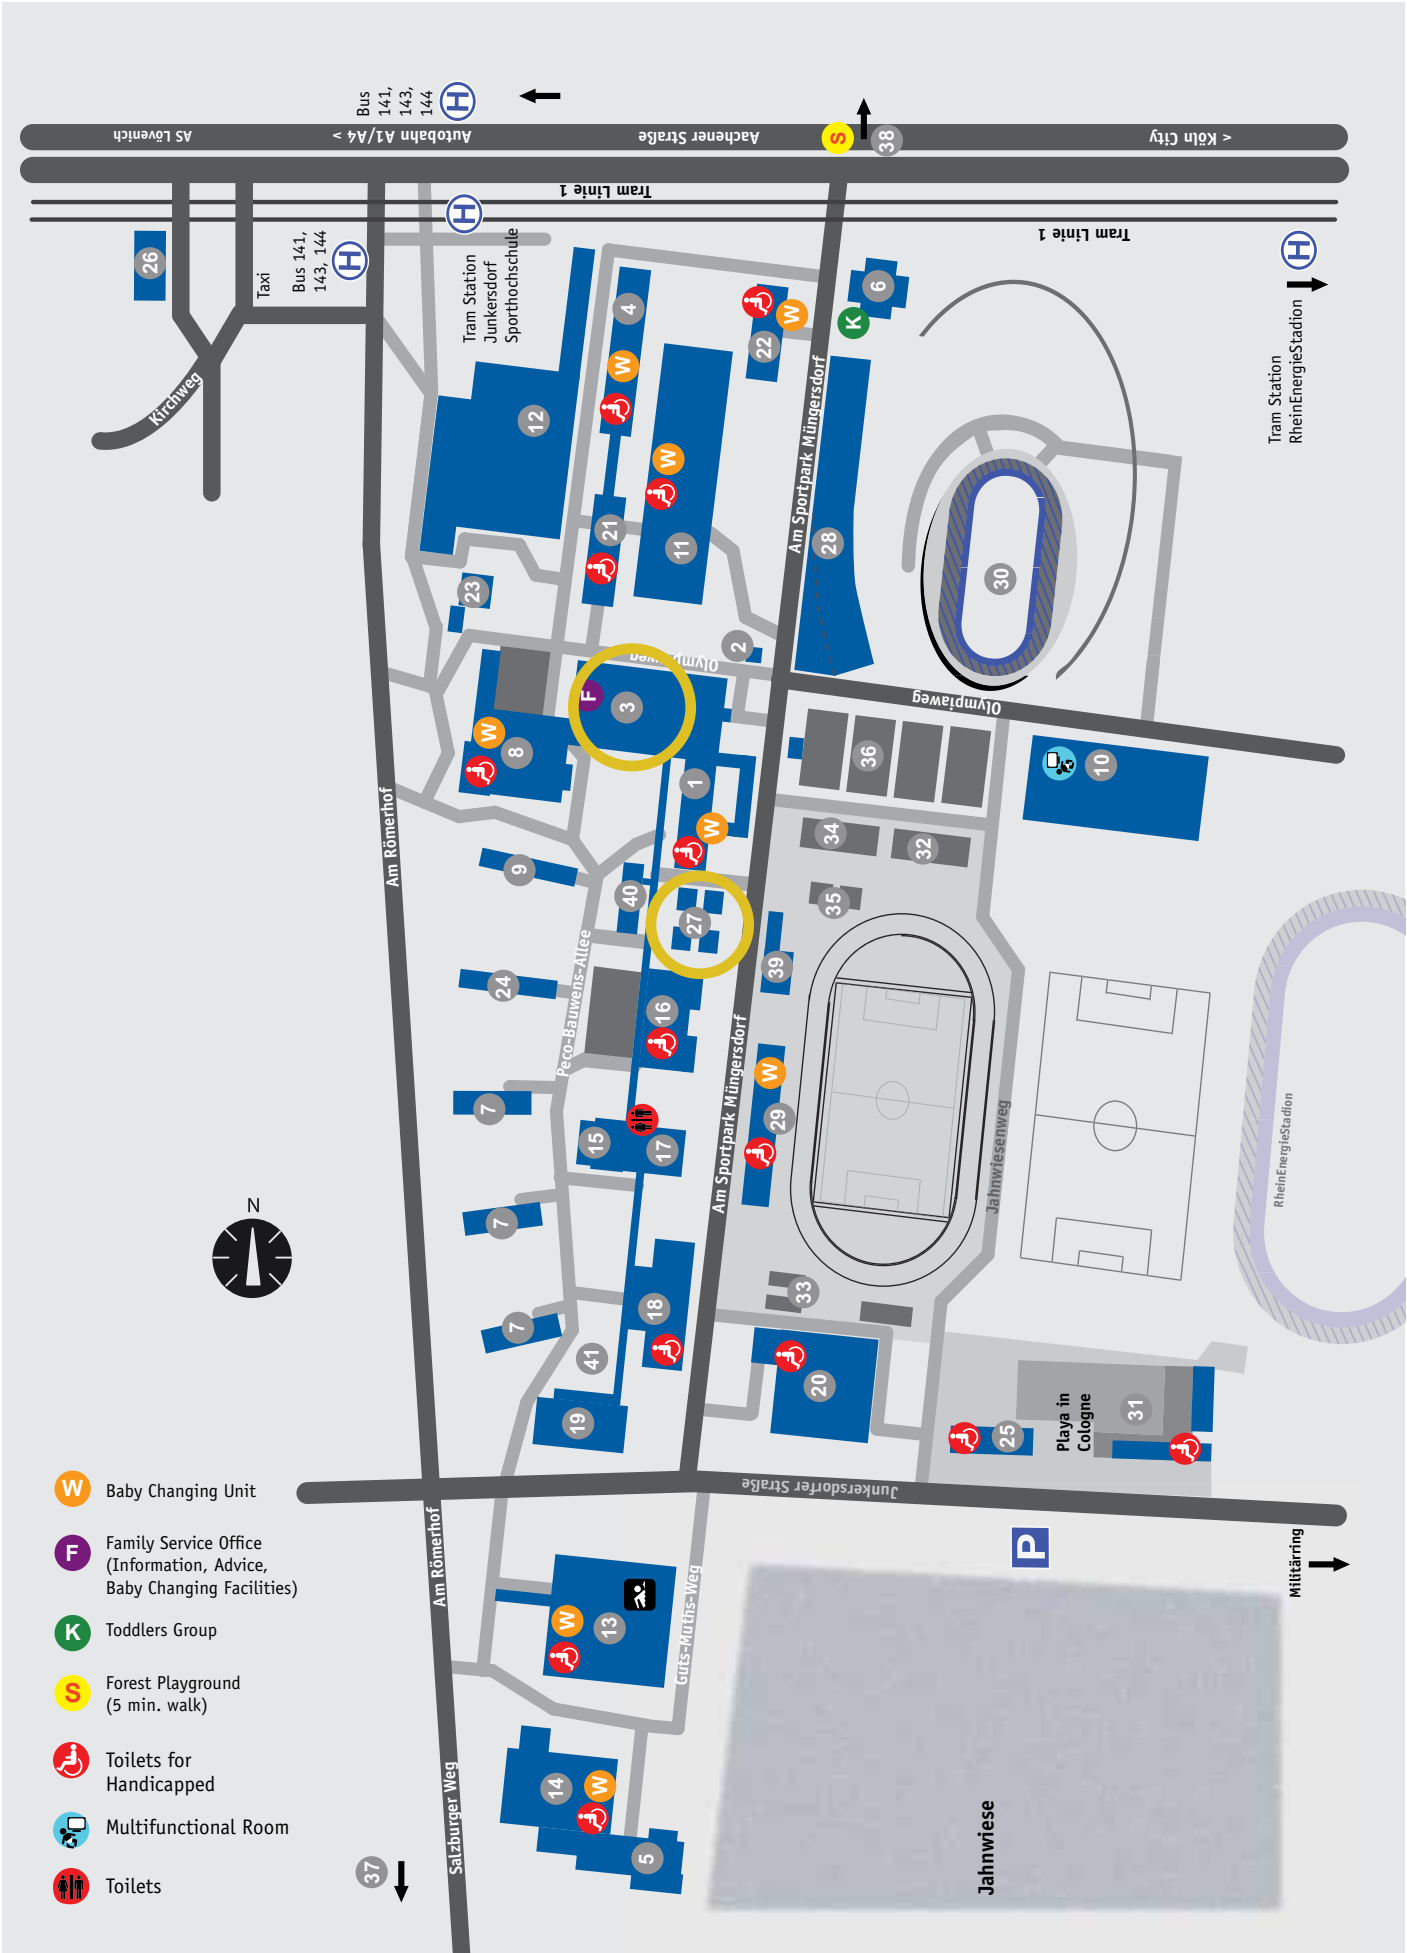 Bus
141,
143,
144
H
AS Lövenich
Autobahn A1/A4 >
Aachener Straße
S
38
< Köln City
Tram Linie 1
Tram Linie 1
H
H
H
26
Taxi
Bus 141,
143, 144
Kirchweg
Tram Station
Junkersdorf
Sporthochschule
Tram Station
RheinEnergieStadion
4
W
22
W
6
K
12
W
11
21
23
Am Sportpark Müngersdorf
28
30
2
Olympiaweg
Olympiaweg
F
3
W
8
1
W
36
10
34
32
35
Am Römerhof
9
40
27
39
24
Peco-Bauwens-Allee
16
Am Sportpark Müngersdorf
W
29
7
15
17
Jahnwiesenweg
RheinEnergieStadion
N
7
7
18
33
41
19
20
25
Playa in
Cologne
31
Junkersdorfer Straße
Am Römerhof
W
13
Guts-Muths-Weg
P
Militärring
14
W
5
Salzburger Weg
37
Jahnwiese
W Baby Changing Unit
F Family Service Office
(Information, Advice,
Baby Changing Facilities)
K Toddlers Group
S Forest Playground
(5 min. walk)
Toilets for
Handicapped
Multifunctional Room
Toilets